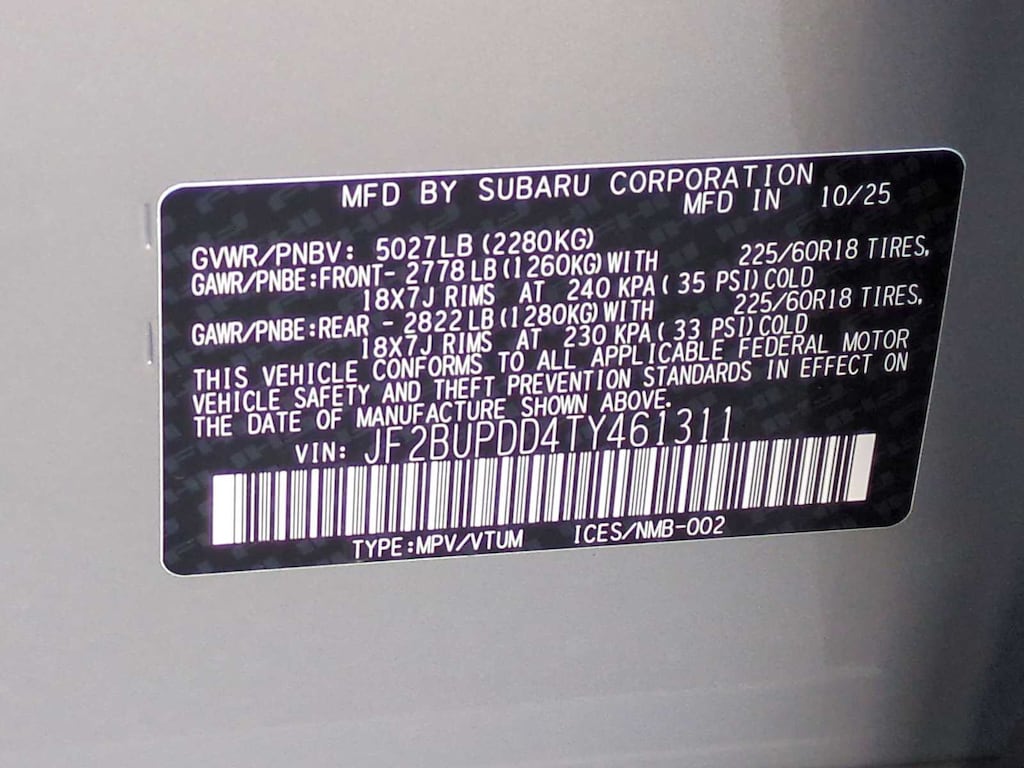 MFD BY SUBARU CORPORATION
MFD IN 10/25
GVWR/PNBV: 5027LB (2280KG)
GAWR/PNBE:FRONT- 2778 LB (1260KG) WITH 225/60R18 TIRES,
18X7J RIMS AT 240 KPA ( 35 PSI) COLD
GAWR/PNBE:REAR - 2822 LB (1280KG) WITH 225/60R18 TIRES,
18X7J RIMS AT 230 KPA ( 33 PSI) COLD
THIS VEHICLE CONFORMS TO ALL APPLICABLE FEDERAL MOTOR
VEHICLE SAFETY AND THEFT PREVENTION STANDARDS IN EFFECT ON
THE DATE OF MANUFACTURE SHOWN ABOVE.
VIN: JF2BUPDD4TY461311
TYPE:MPV/VTUM ICES/NMB-002